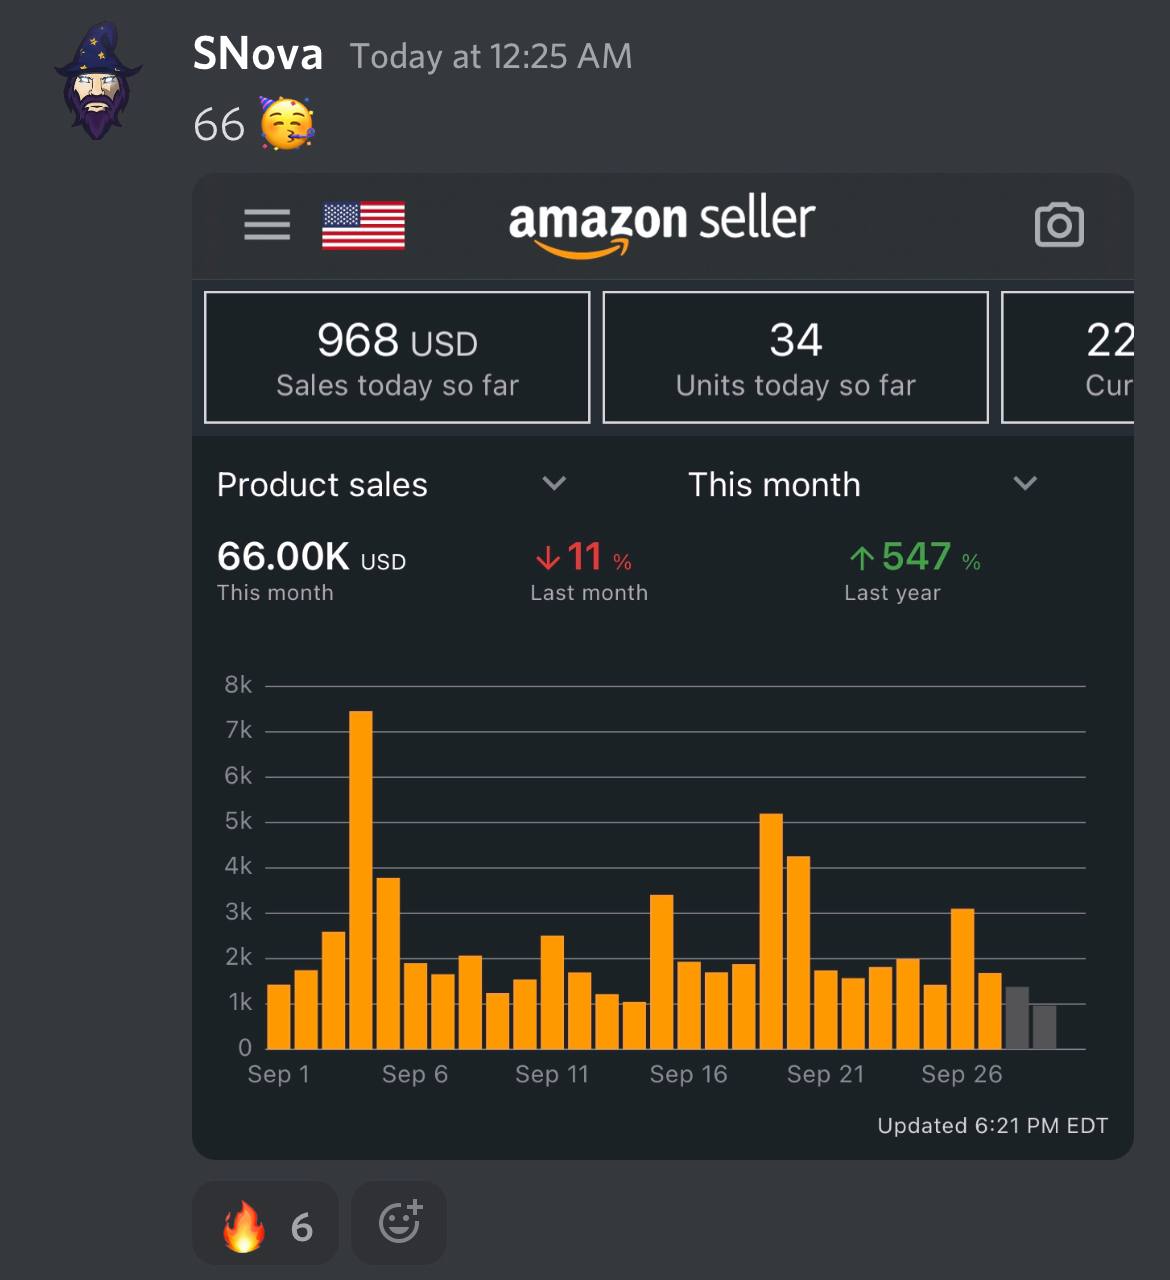 SNova Today at 12:25 AM
66 🥳
amazon seller
968 USD 34 22
Sales today so far Units today so far Cur
Product sales This month
66.00K USD ↓11 % ↑547 %
This month Last month Last year
8k
7k
6k
5k
4k
3k
2k
1k
0
Sep 1 Sep 6 Sep 11 Sep 16 Sep 21 Sep 26
Updated 6:21 PM EDT
🔥 6